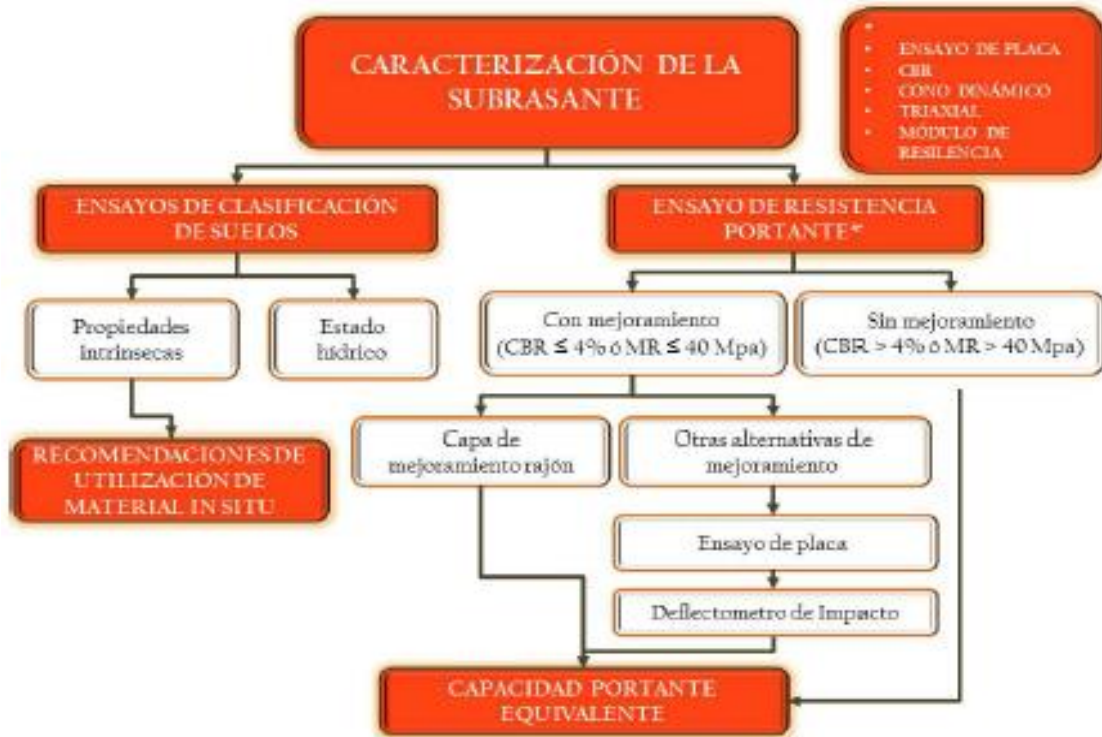 CARACTERIZACIÓN DE LA
SUBRASANTE
•
• ENSAYO DE PLACA
• CBR
• CONO DINÁMICO
• TRIAXIAL
• MÓDULO DE
RESILENCIA
ENSAYOS DE CLASIFICACIÓN
DE SUELOS
ENSAYO DE RESISTENCIA
PORTANTE*
Propiedades
intrínsecas
Estado
hídrico
Con mejoramiento
(CBR ≤ 4% ó MR ≤ 40 Mpa)
Sin mejoramiento
(CBR > 4% ó MR > 40 Mpa)
RECOMENDACIONES DE
UTILIZACIÓN DE
MATERIAL IN SITU
Capa de
mejoramiento rajón
Otras alternativas de
mejoramiento
Ensayo de placa
Deflectometro de Impacto
CAPACIDAD PORTANTE
EQUIVALENTE